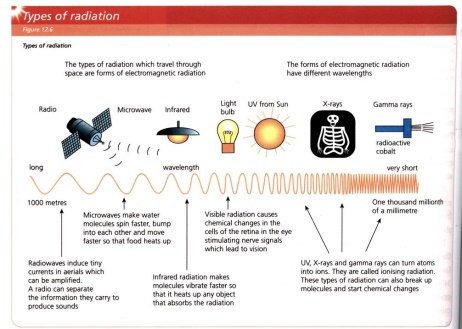 Types of radiation
Figure 12.6
Types of radiation
The types of radiation which travel through
space are forms of electromagnetic radiation
The forms of electromagnetic radiation
have different wavelengths
Radio
Microwave
Infrared
Light
bulb
UV from Sun
X-rays
Gamma rays
radioactive
cobalt
long
wavelength
very short
1000 metres
One thousand millionth
of a millimetre
Microwaves make water
molecules spin faster, bump
into each other and move
faster so that food heats up
Visible radiation causes
chemical changes in the
cells of the retina in the eye
stimulating nerve signals
which lead to vision
Radiowaves induce tiny
currents in aerials which
can be amplified.
A radio can separate
the information they carry to
produce sounds
Infrared radiation makes
molecules vibrate faster so
that it heats up any object
that absorbs the radiation
UV, X-rays and gamma rays can turn atoms
into ions. They are called ionising radiation.
These types of radiation can also break up
molecules and start chemical changes